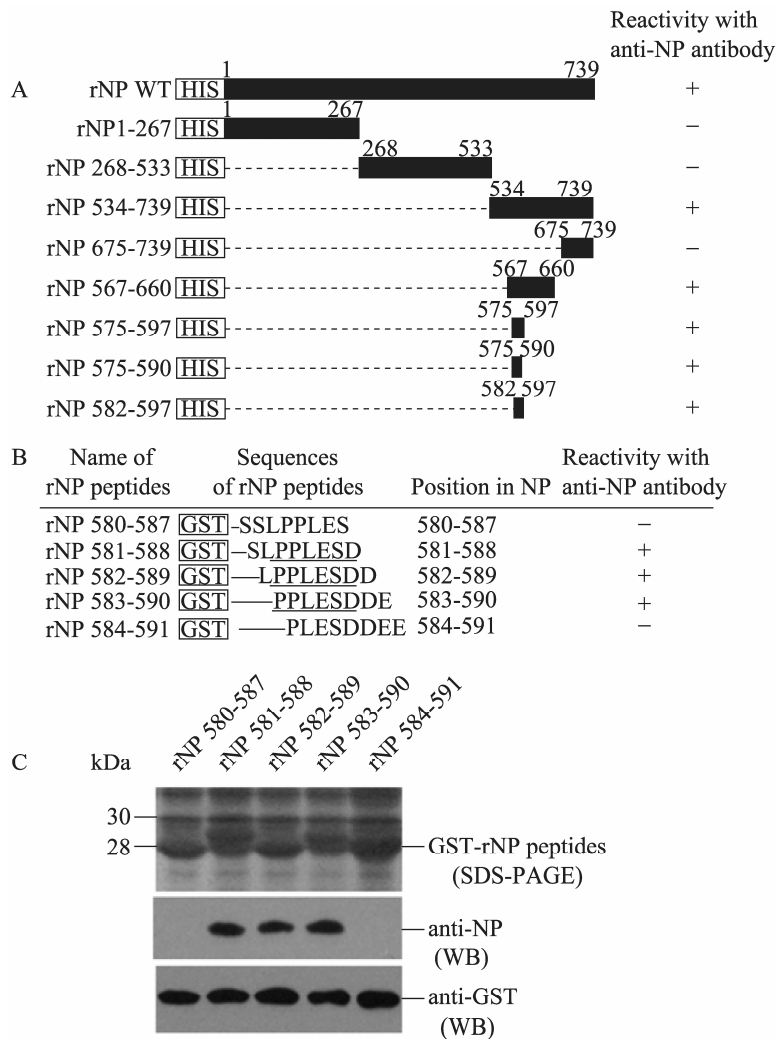 Reactivity with
anti-NP antibody
A rNP WT HIS 1 739 +
rNP1-267 HIS 1 267 −
rNP 268-533 HIS 268 533 −
rNP 534-739 HIS 534 739 +
rNP 675-739 HIS 675 739 −
rNP 567-660 HIS 567 660 +
rNP 575-597 HIS 575 597 +
rNP 575-590 HIS 575 590 +
rNP 582-597 HIS 582 597 +
B Name of Sequences Reactivity with
rNP peptides of rNP peptides Position in NP anti-NP antibody
rNP 580-587 GST –SSLPPLES 580-587 −
rNP 581-588 GST —SLPPLESD 581-588 +
rNP 582-589 GST —LPPLESDD 582-589 +
rNP 583-590 GST —PPLESDDE 583-590 +
rNP 584-591 GST —PLESDDEE 584-591 −
rNP 580-587
rNP 581-588
rNP 582-589
rNP 583-590
rNP 584-591
C kDa
30
28 GST-rNP peptides
(SDS-PAGE)
anti-NP
(WB)
anti-GST
(WB)